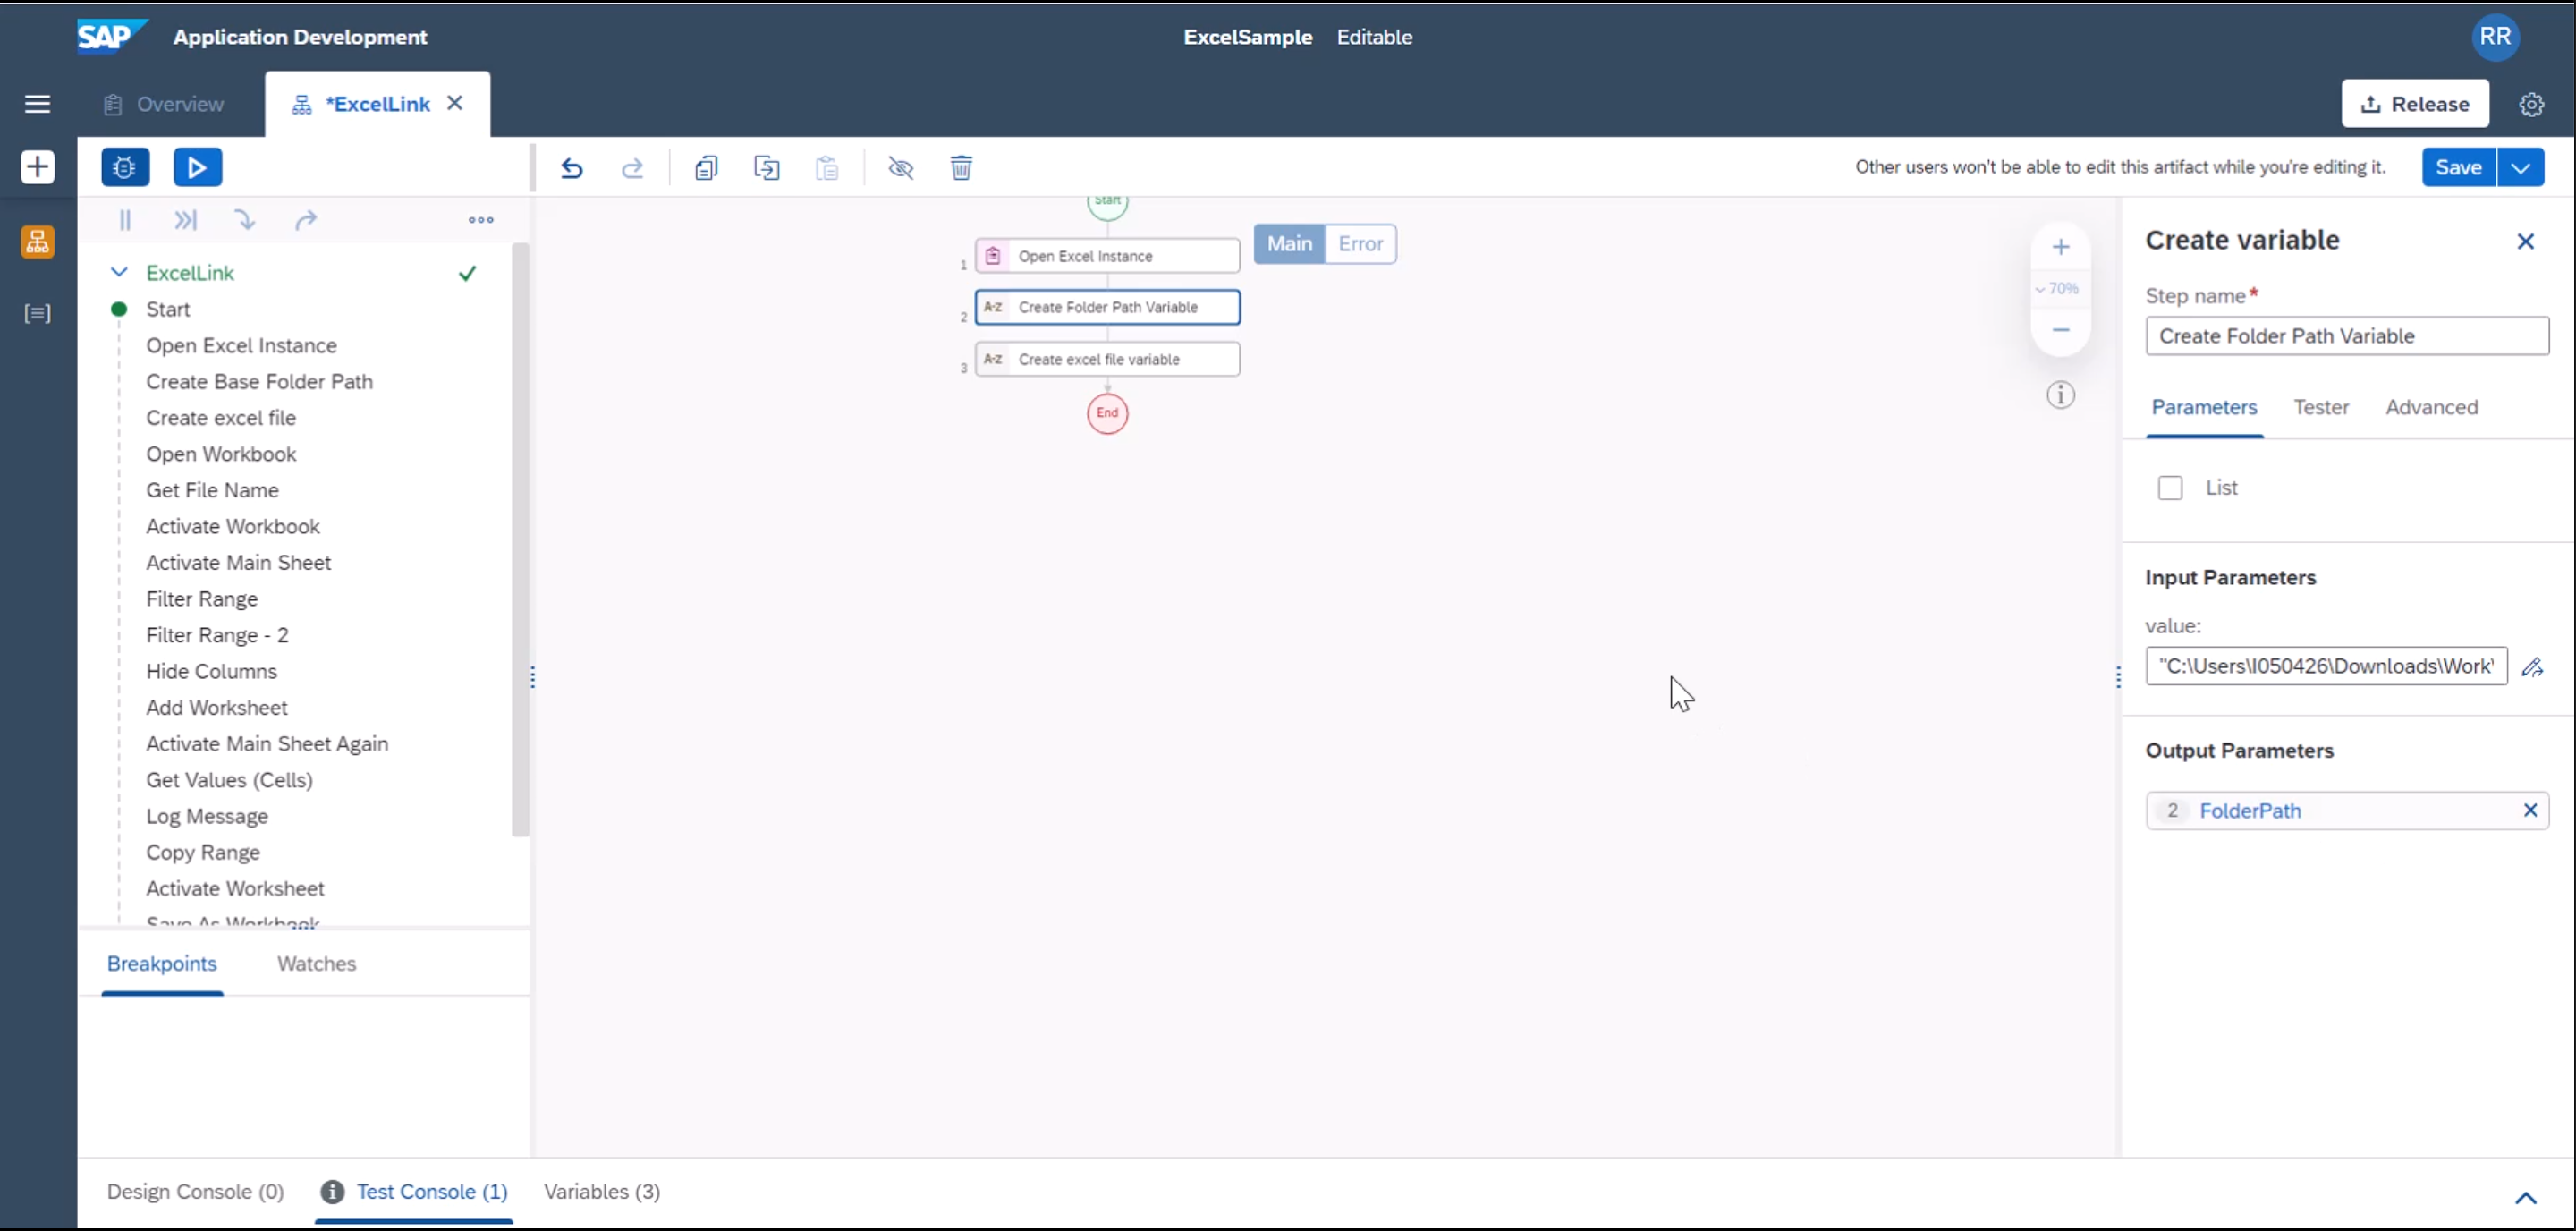 SAP Application Development
ExcelSample Editable
RR
Overview
*ExcelLink
Release
Other users won't be able to edit this artifact while you're editing it.
Save
ExcelLink
Start
Open Excel Instance
Create Base Folder Path
Create excel file
Open Workbook
Get File Name
Activate Workbook
Activate Main Sheet
Filter Range
Filter Range - 2
Hide Columns
Add Worksheet
Activate Main Sheet Again
Get Values (Cells)
Log Message
Copy Range
Activate Worksheet
Save As Workbook
Breakpoints Watches
Start
1 Open Excel Instance
Main Error
2 A-Z Create Folder Path Variable
3 A-Z Create excel file variable
End
70%
Create variable
Step name*
Create Folder Path Variable
Parameters Tester Advanced
List
Input Parameters
value:
"C:\Users\I050426\Downloads\Work\
Output Parameters
2 FolderPath
Design Console (0) Test Console (1) Variables (3)